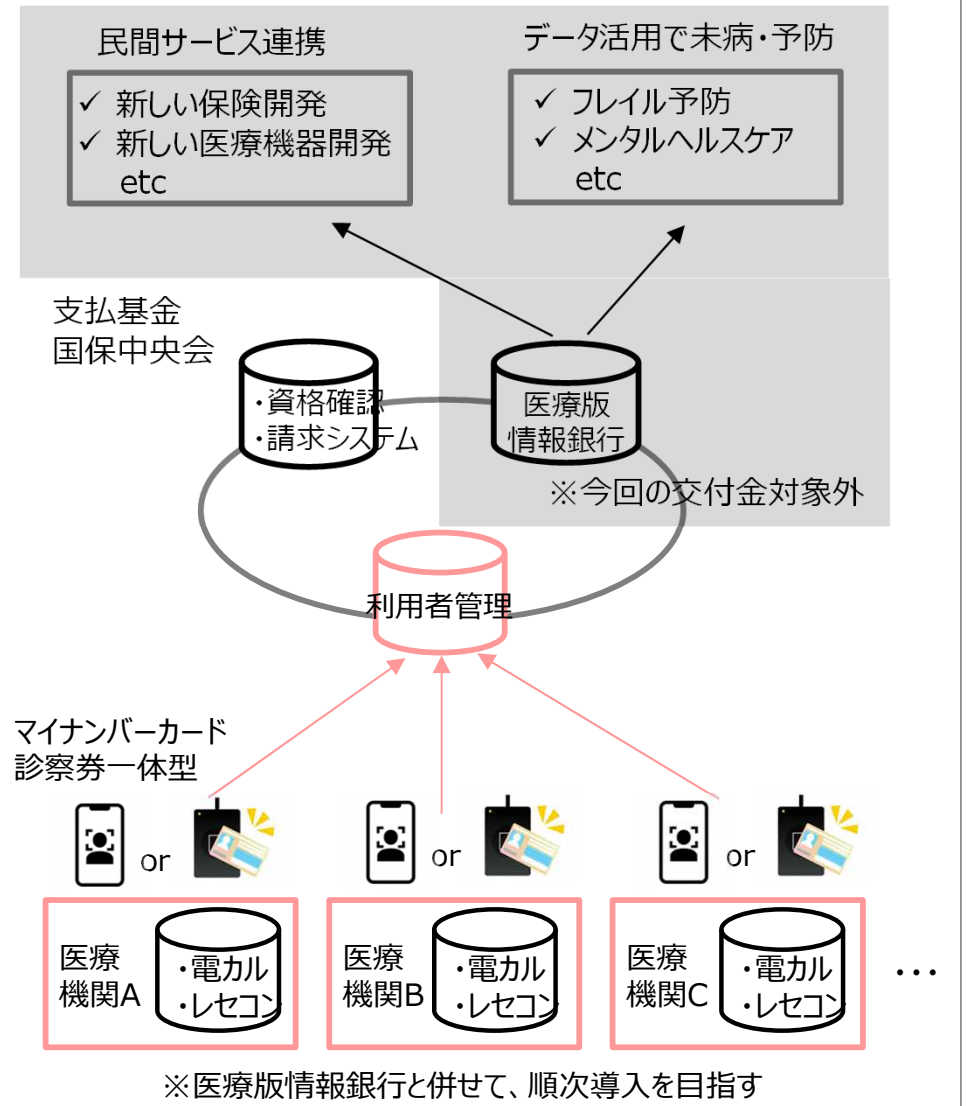 民間サービス連携
✓ 新しい保険開発
✓ 新しい医療機器開発
etc
データ活用で未病・予防
✓ フレイル予防
✓ メンタルヘルスケア
etc
支払基金
国保中央会
・資格確認
・請求システム
医療版
情報銀行
※今回の交付金対象外
利用者管理
マイナンバーカード
診察券一体型
or
or
or
医療
機関A
・電カル
・レセコン
医療
機関B
・電カル
・レセコン
医療
機関C
・電カル
・レセコン
・・・
※医療版情報銀行と併せて、順次導入を目指す